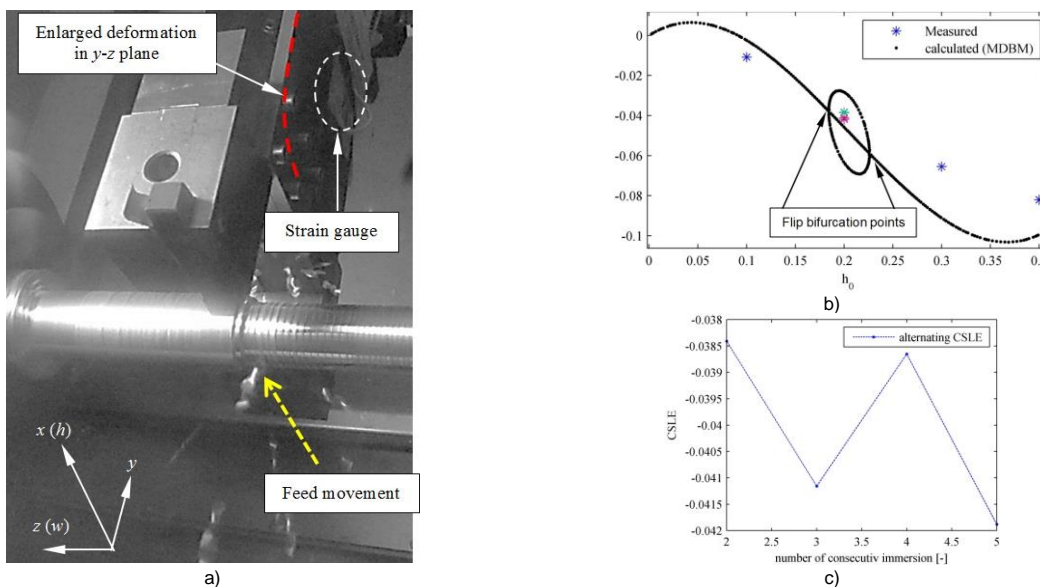 Enlarged deformation
in y-z plane
Strain gauge
Feed movement
x (h)
y
z (w)
a)
0
-0.02
-0.04
-0.06
-0.08
-0.1
Measured
calculated (MDBM)
Flip bifurcation points
0
0.05
0.1
0.15
0.2
0.25
0.3
0.35
0.4
h0
b)
-0.038
-0.0385
-0.039
-0.0395
-0.04
-0.0405
-0.041
-0.0415
-0.042
CSLE
alternating CSLE
2
2.5
3
3.5
4
4.5
5
number of consecutiv immersion [-]
c)